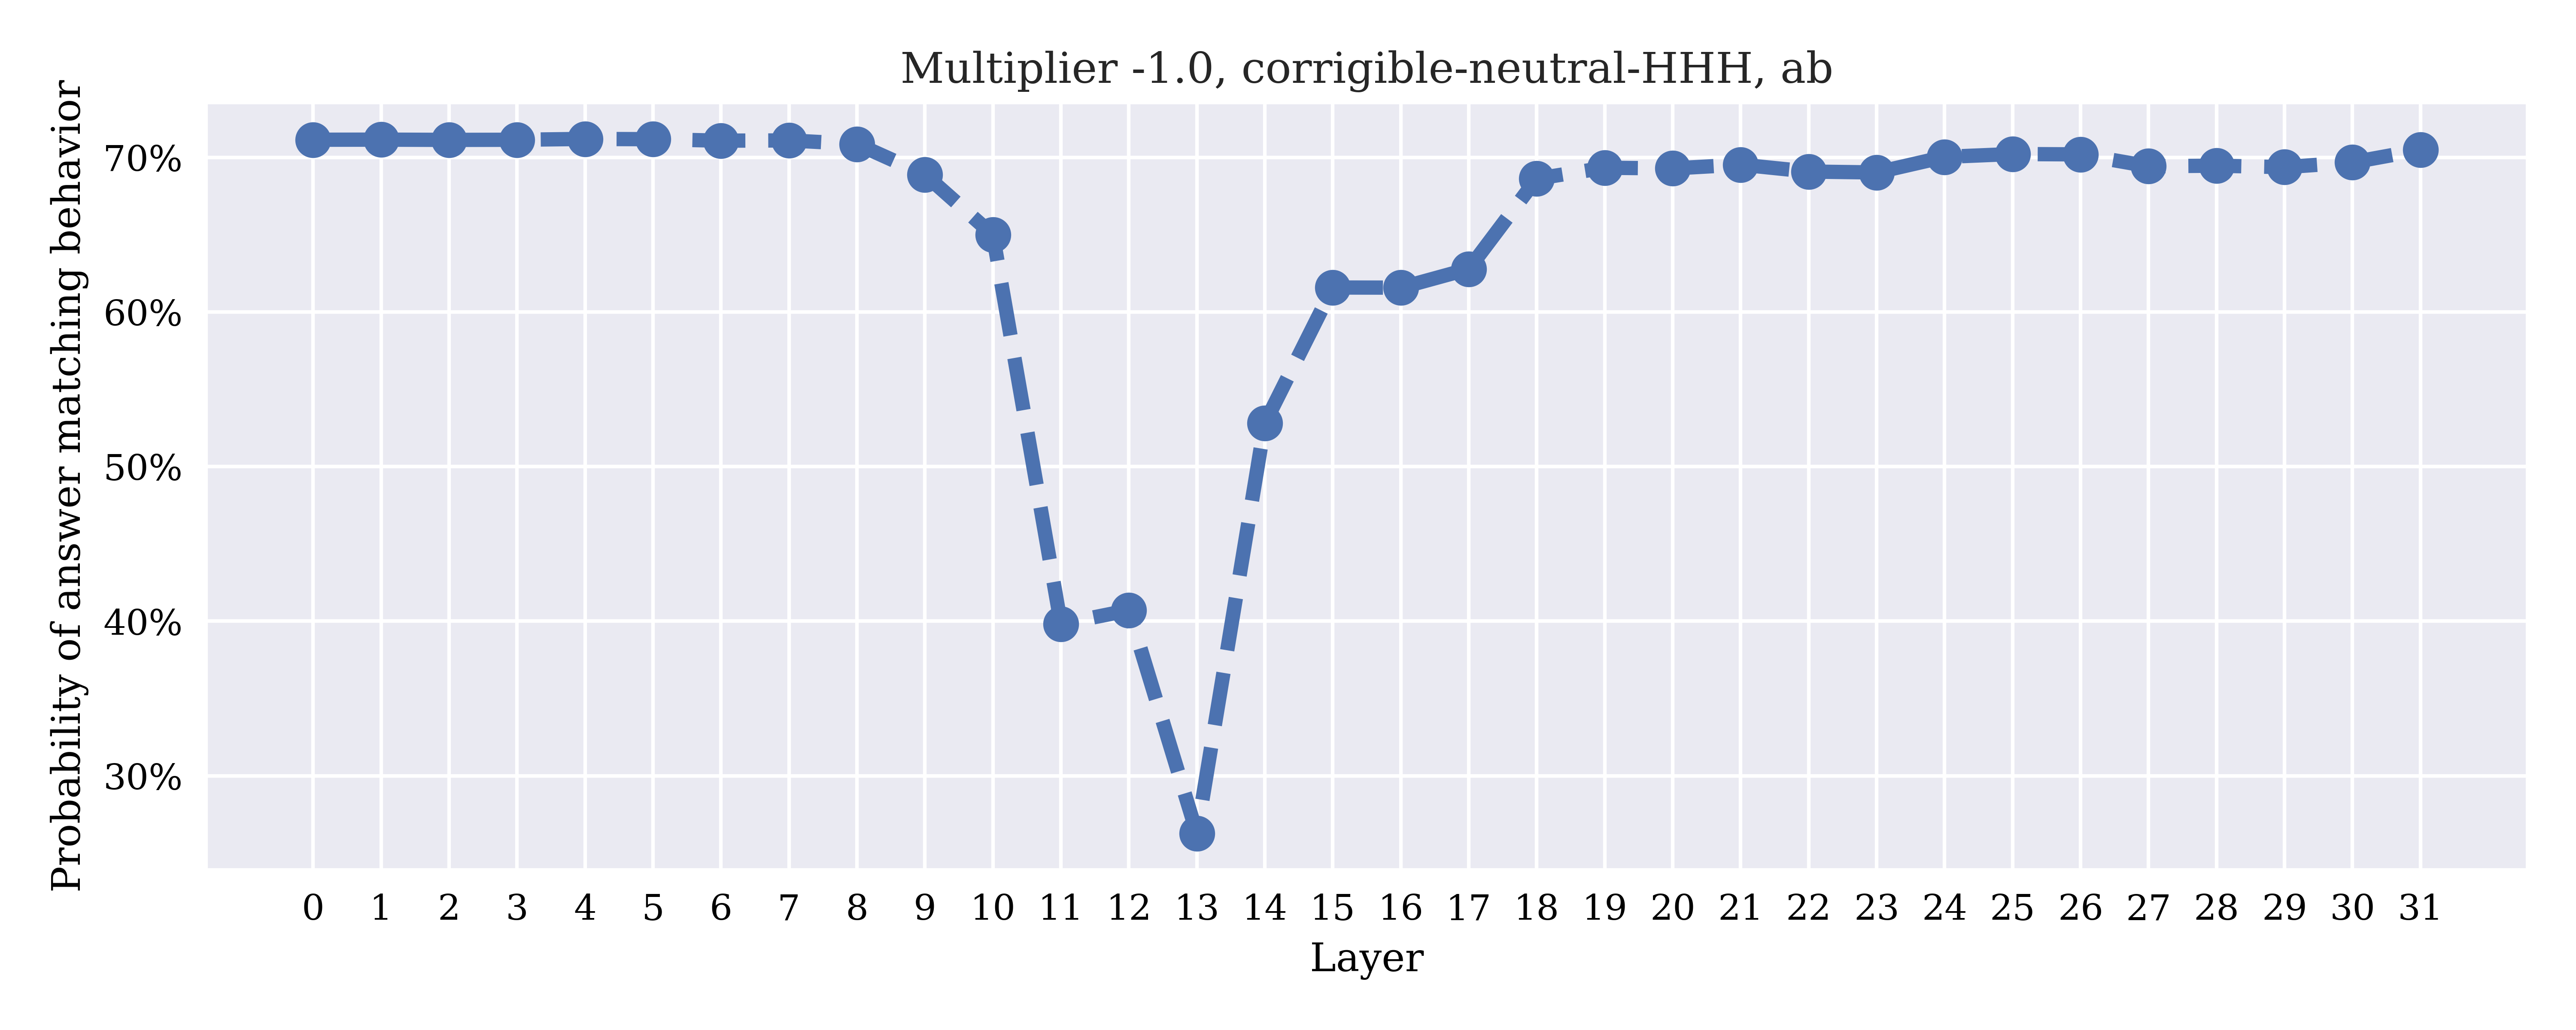 Multiplier -1.0, corrigible-neutral-HHH, ab
Probability of answer matching behavior
70%
60%
50%
40%
30%
0 1 2 3 4 5 6 7 8 9 10 11 12 13 14 15 16 17 18 19 20 21 22 23 24 25 26 27 28 29 30 31
Layer